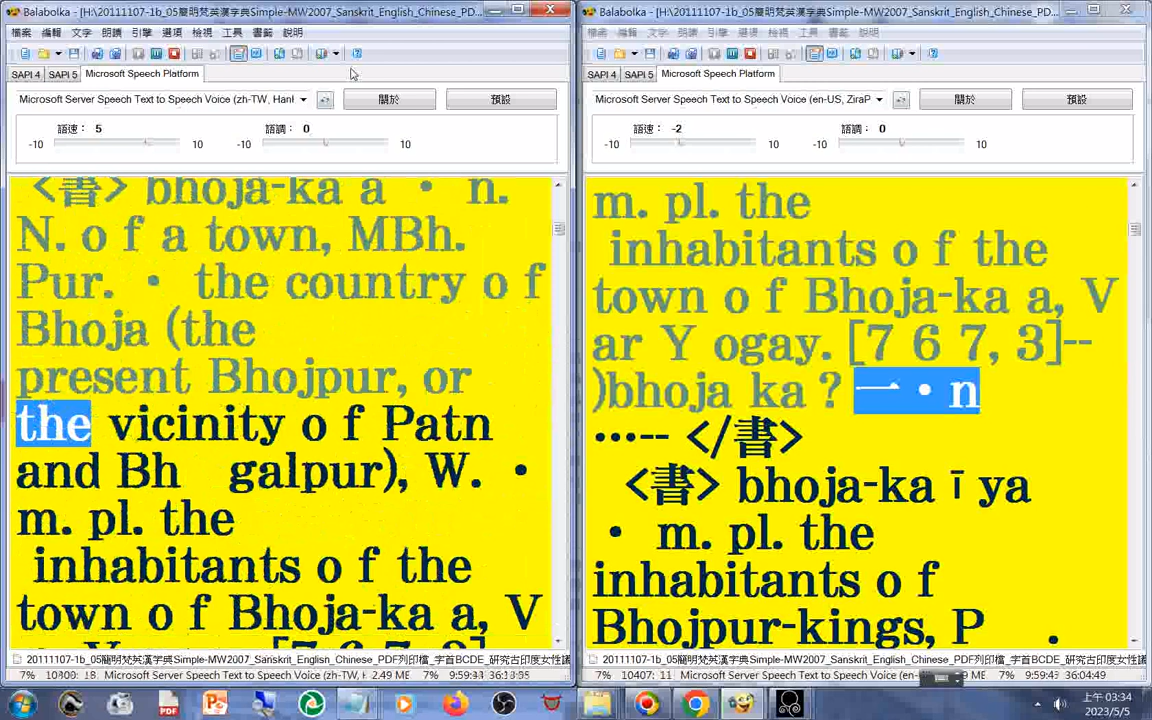 Balabolka - [H:\20111107-1b_05簡明梵英漢字典Simple-MW2007_Sanskrit_English_Chinese_PD...
檔案 編輯 文字 朗讀 引擎 選項 檢視 工具 書籤 說明
SAPI 4 SAPI 5 Microsoft Speech Platform
Microsoft Server Speech Text to Speech Voice (zh-TW, Hanl
關於 預設
語速： 5 語調： 0
-10 10 -10 10
<書> bhoja-ka a • n.
N. o f a town, MBh.
Pur. • the country o f
Bhoja (the
present Bhojpur, or
the vicinity o f Patn
and Bh galpur), W. •
m. pl. the
inhabitants o f the
town o f Bhoja-ka a, V
20111107-1b_05簡明梵英漢字典Simple-MW2007_Sanskrit_English_Chinese_PDF列印檔_字首BCDE_研究古印度女性議
7% Microsoft Server Speech Text to Speech Voice (zh-TW, H 2.49 ME 7% 36:18:05
Balabolka - [H:\20111107-1b_05簡明梵英漢字典Simple-MW2007_Sanskrit_English_Chinese_PD...
檔案 編輯 文字 朗讀 引擎 選項 檢視 工具 書籤 說明
SAPI 4 SAPI 5 Microsoft Speech Platform
Microsoft Server Speech Text to Speech Voice (en-US, ZiraP
關於 預設
語速： -2 語調： 0
-10 10 -10 10
m. pl. the
inhabitants o f the
town o f Bhoja-ka a, V
ar Y ogay. [7 6 7, 3]--
)bhoja ka ? 一 • n
•••-- </書>
<書> bhoja-ka ī ya
• m. pl. the
inhabitants o f
Bhojpur-kings, P .
20111107-1b_05簡明梵英漢字典Simple-MW2007_Sanskrit_English_Chinese_PDF列印檔_字首BCDE_研究古印度女性議
7% 10407: 11 Microsoft Server Speech Text to Speech Voice (en-US, 7% 36:04:49
上午 03:34
2023/5/5